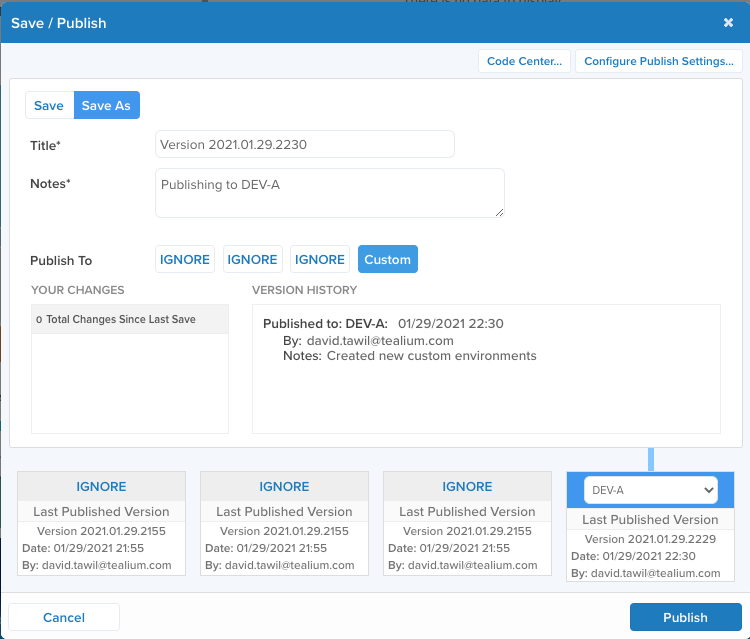 There is no data to display
Save / Publish
Code Center...
Configure Publish Settings...
Save
Save As
Title*
Version 2021.01.29.2230
Notes*
Publishing to DEV-A
Publish To
IGNORE
IGNORE
IGNORE
Custom
YOUR CHANGES
VERSION HISTORY
0 Total Changes Since Last Save
Published to: DEV-A: 01/29/2021 22:30
By: david.tawil@tealium.com
Notes: Created new custom environments
IGNORE
Last Published Version
Version 2021.01.29.2155
Date: 01/29/2021 21:55
By: david.tawil@tealium.com
IGNORE
Last Published Version
Version 2021.01.29.2155
Date: 01/29/2021 21:55
By: david.tawil@tealium.com
IGNORE
Last Published Version
Version 2021.01.29.2155
Date: 01/29/2021 21:55
By: david.tawil@tealium.com
DEV-A
Last Published Version
Version 2021.01.29.2229
Date: 01/29/2021 22:30
By: david.tawil@tealium.com
Cancel
Publish